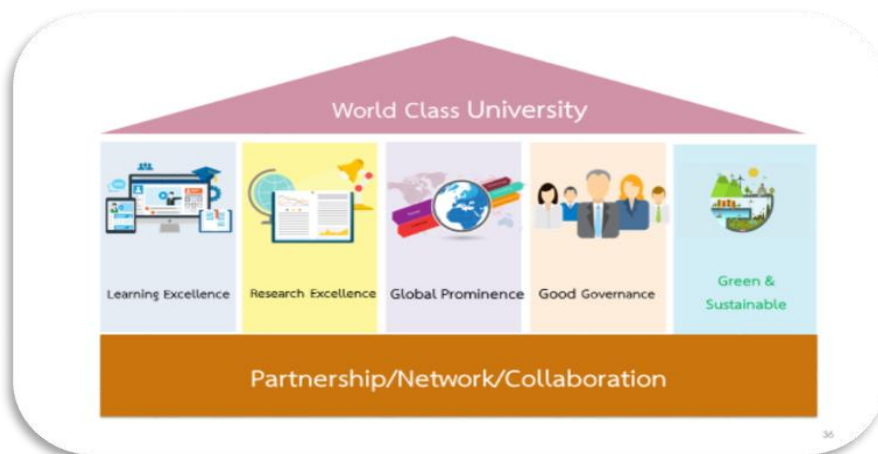 World Class University
Learning Excellence
Research Excellence
Global Prominence
Good Governance
Green &
Sustainable
Partnership/Network/Collaboration
36